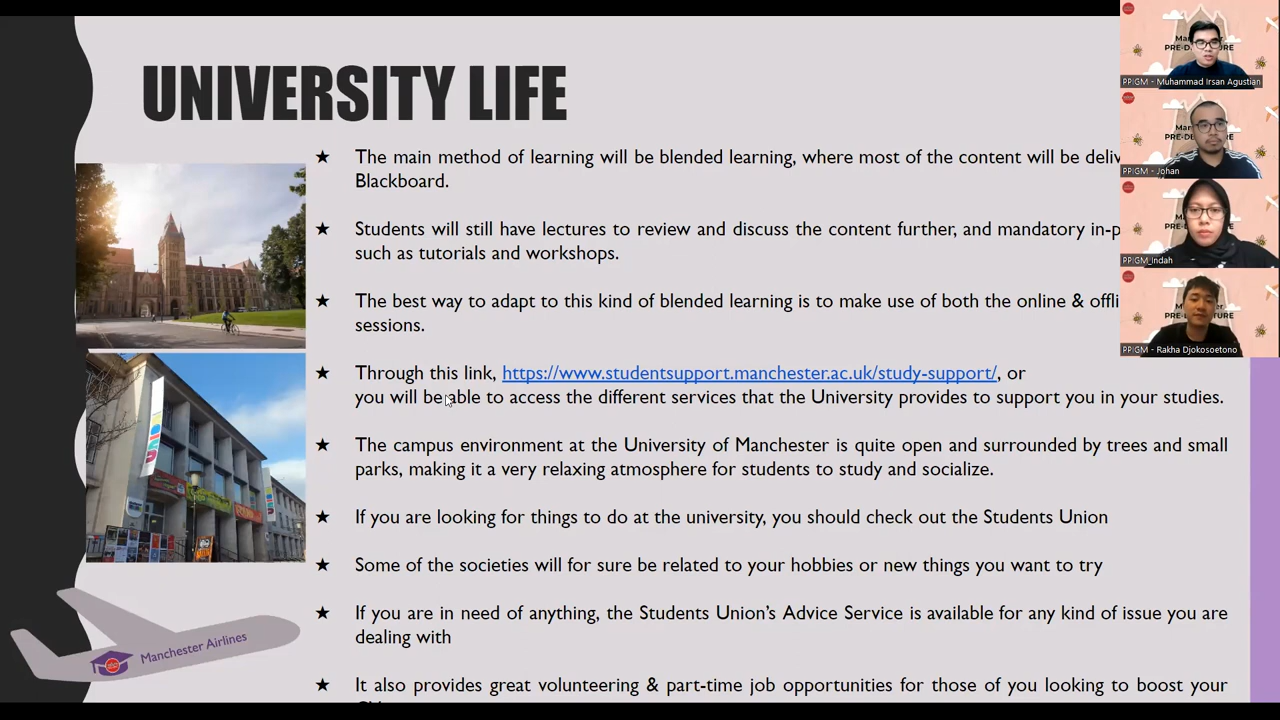 UNIVERSITY LIFE
★ The main method of learning will be blended learning, where most of the content will be deliv
Blackboard.
★ Students will still have lectures to review and discuss the content further, and mandatory in-p
such as tutorials and workshops.
★ The best way to adapt to this kind of blended learning is to make use of both the online & offli
sessions.
★ Through this link, https://www.studentsupport.manchester.ac.uk/study-support/, or
you will be able to access the different services that the University provides to support you in your studies.
★ The campus environment at the University of Manchester is quite open and surrounded by trees and small
parks, making it a very relaxing atmosphere for students to study and socialize.
★ If you are looking for things to do at the university, you should check out the Students Union
★ Some of the societies will for sure be related to your hobbies or new things you want to try
★ If you are in need of anything, the Students Union's Advice Service is available for any kind of issue you are
dealing with
★ It also provides great volunteering & part-time job opportunities for those of you looking to boost your
Manchester Airlines
PPIGM - Muhammad Irsan Agustian
PPIGM - Johan
PPIGM_Indah
PPIGM - Rakha Djokosoetono